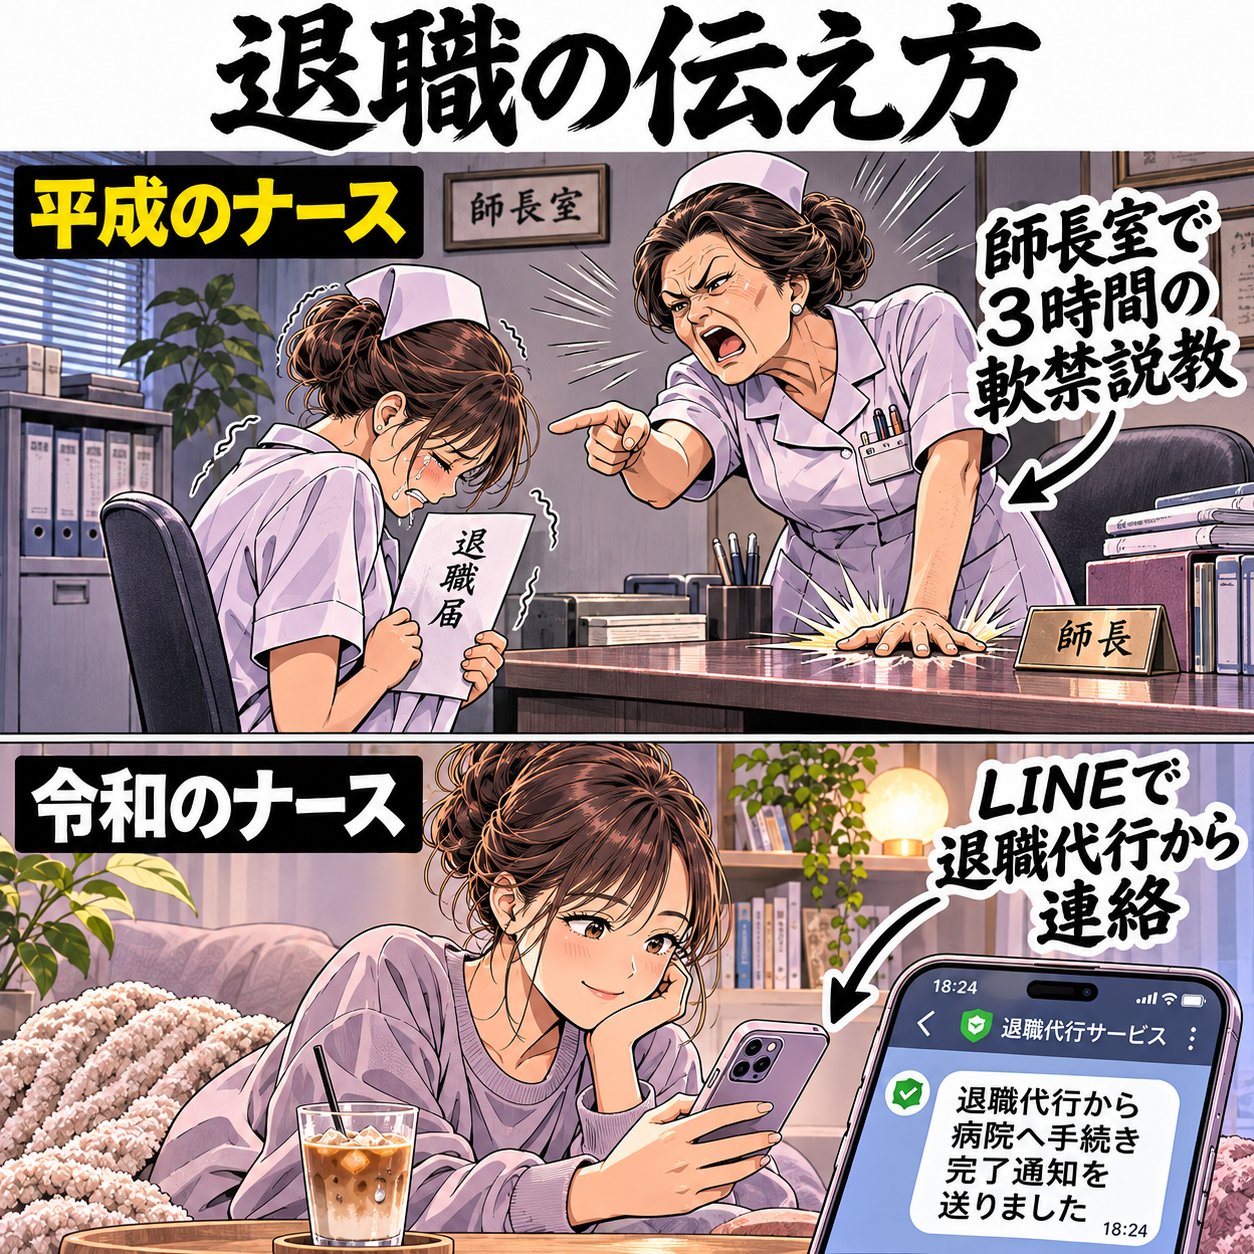 退職の伝え方
平成のナース
師長室
師長室で
3時間の
軟禁説教
退職届
師長
令和のナース
LINEで
退職代行から
連絡
18:24
退職代行サービス
退職代行から
病院へ手続き
完了通知を
送りました
18:24